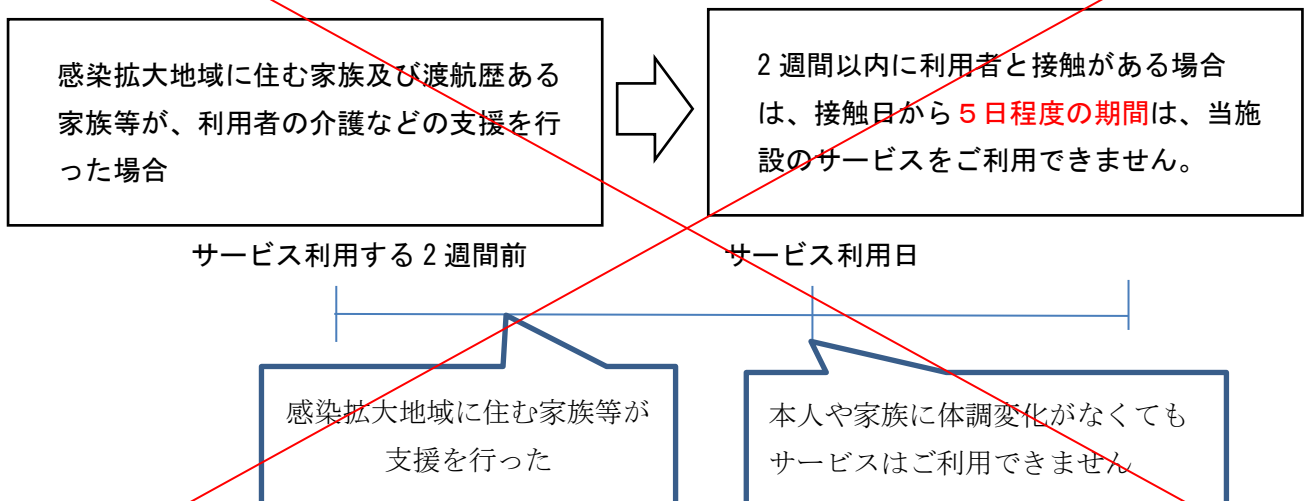 感染拡大地域に住む家族及び渡航歴ある
家族等が、利用者の介護などの支援を行
った場合
2週間以内に利用者と接触がある場合
は、接触日から５日程度の期間は、当施
設のサービスをご利用できません。
サービス利用する2週間前
サービス利用日
感染拡大地域に住む家族等が
支援を行った
本人や家族に体調変化がなくても
サービスはご利用できません